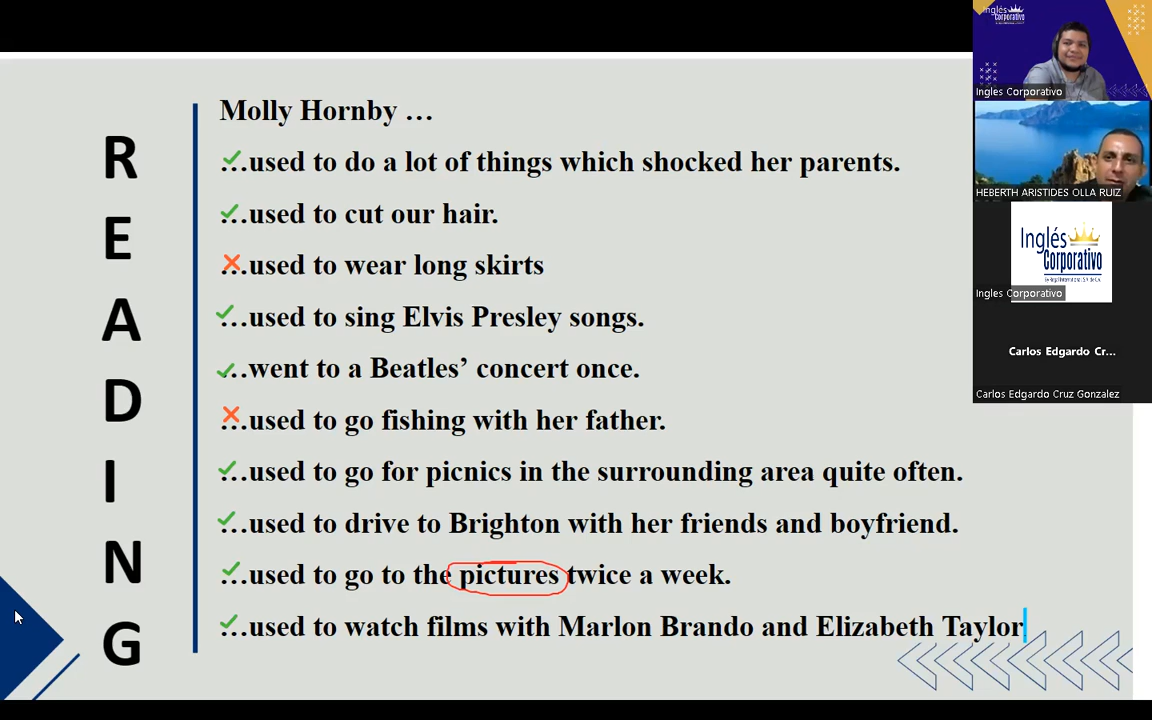 READING
Molly Hornby …
…used to do a lot of things which shocked her parents.
…used to cut our hair.
…used to wear long skirts
…used to sing Elvis Presley songs.
…went to a Beatles’ concert once.
…used to go fishing with her father.
…used to go for picnics in the surrounding area quite often.
…used to drive to Brighton with her friends and boyfriend.
…used to go to the pictures twice a week.
…used to watch films with Marlon Brando and Elizabeth Taylor
Inglés
Corporativo
Ingles Corporativo
HEBERTH ARISTIDES OLLA RUIZ
Inglés
Corporativo
Ingles Corporativo
Carlos Edgardo Cr...
Carlos Edgardo Cruz Gonzalez